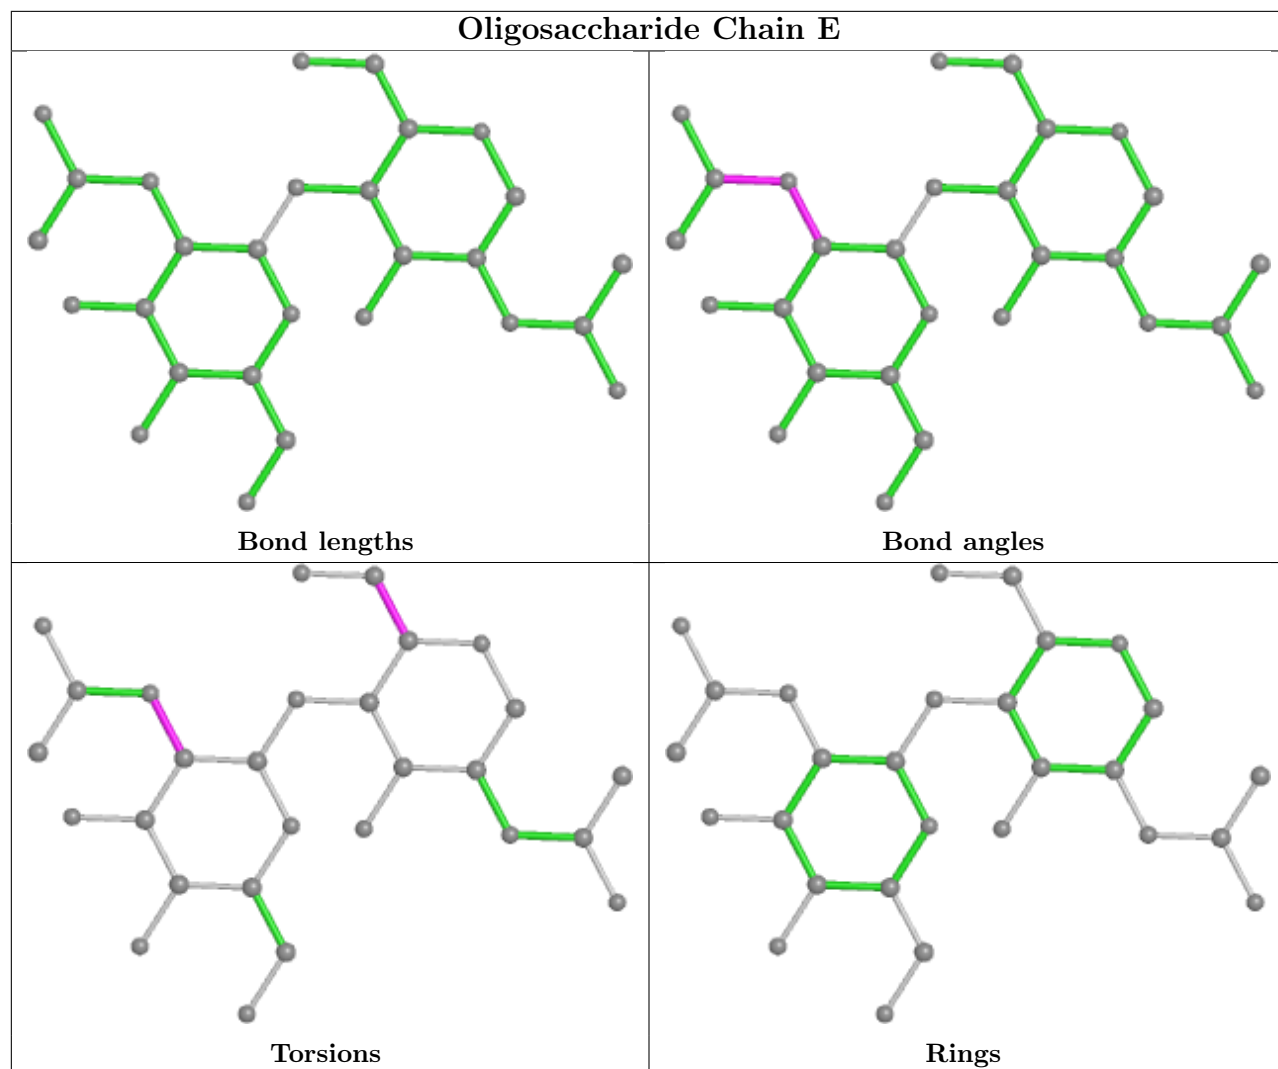 Oligosaccharide Chain E
Bond lengths
Bond angles
Torsions
Rings